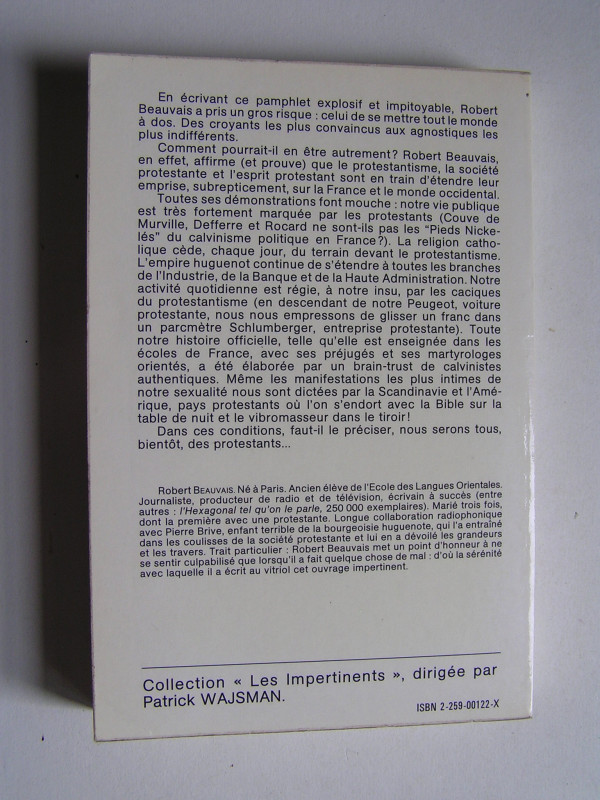 En écrivant ce pamphlet explosif et impitoyable, Robert
Beauvais a pris un gros risque : celui de se mettre tout le monde
à dos. Des croyants les plus convaincus aux agnostiques les
plus indifférents.
Comment pourrait-il en être autrement? Robert Beauvais,
en effet, affirme (et prouve) que le protestantisme, la société
protestante et l'esprit protestant sont en train d'étendre leur
emprise, subrepticement, sur la France et le monde occidental.
Toutes ses démonstrations font mouche : notre vie publique
est très fortement marquée par les protestants (Couve de
Murville, Defferre et Rocard ne sont-ils pas les "Pieds Nicke-
lés" du calvinisme politique en France?). La religion catho-
lique cède, chaque jour, du terrain devant le protestantisme.
L'empire huguenot continue de s'étendre à toutes les branches
de l'Industrie, de la Banque et de la Haute Administration. Notre
activité quotidienne est régie, à notre insu, par les caciques
du protestantisme (en descendant de notre Peugeot, voiture
protestante, nous nous empressons de glisser un franc dans
un parcmètre Schlumberger, entreprise protestante). Toute
notre histoire officielle, telle qu'elle est enseignée dans les
écoles de France, avec ses préjugés et ses martyrologes
orientés, a été élaborée par un brain-trust de calvinistes
authentiques. Même les manifestations les plus intimes de
notre sexualité nous sont dictées par la Scandinavie et l'Amé-
rique, pays protestants où l'on s'endort avec la Bible sur la
table de nuit et le vibromasseur dans le tiroir!
Dans ces conditions, faut-il le préciser, nous serons tous,
bientôt, des protestants...
Robert BEAUVAIS. Né à Paris. Ancien élève de l'Ecole des Langues Orientales.
Journaliste, producteur de radio et de télévision, écrivain à succès (entre
autres : l'Hexagonal tel qu'on le parle, 250 000 exemplaires). Marié trois fois,
dont la première avec une protestante. Longue collaboration radiophonique
avec Pierre Brive, enfant terrible de la bourgeoisie huguenote, qui l'a entraîné
dans les coulisses de la société protestante et lui en a dévoilé les grandeurs
et les travers. Trait particulier : Robert Beauvais met un point d'honneur à ne
se sentir culpabilisé que lorsqu'il a fait quelque chose de mal : d'où la sérénité
avec laquelle il a écrit au vitriol cet ouvrage impertinent.
Collection « Les Impertinents », dirigée par
Patrick WAJSMAN.
ISBN 2-259-00122-X